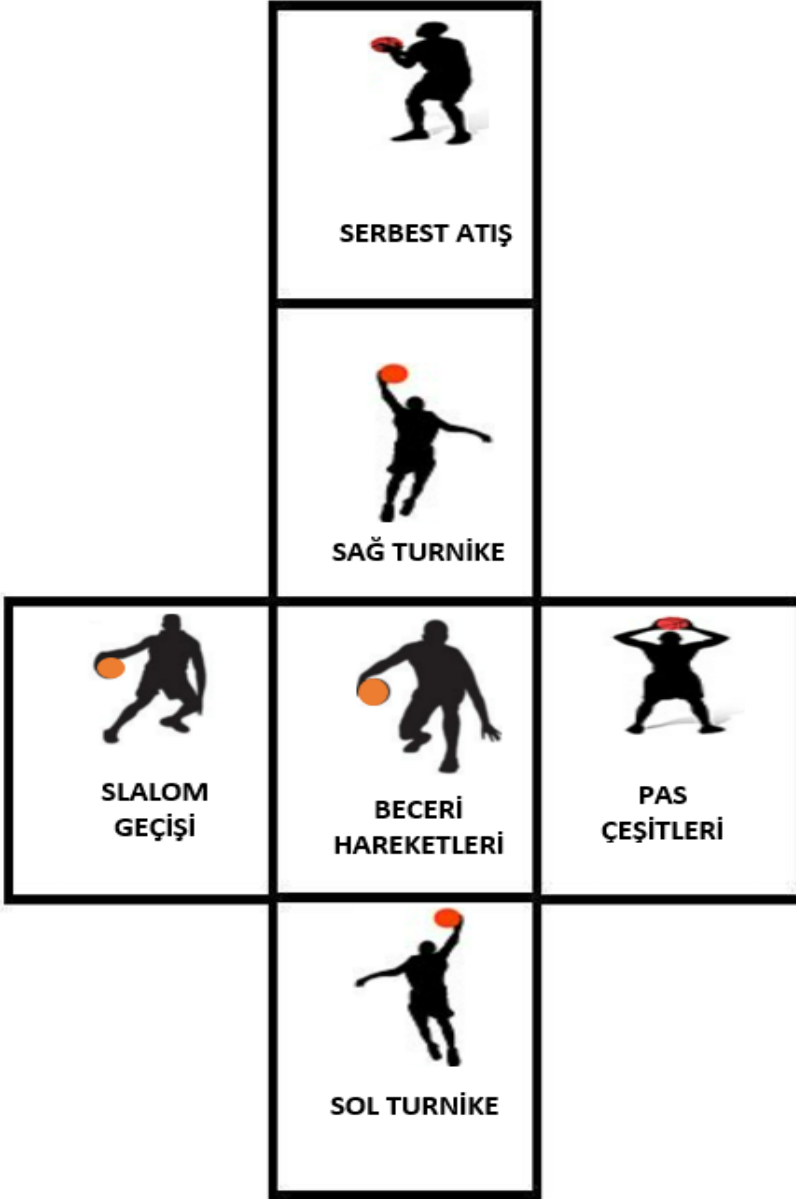 SERBEST ATIŞ
SAĞ TURNİKE
SLALOM
GEÇİŞİ
BECERİ
HAREKETLERİ
PAS
ÇEŞİTLERİ
SOL TURNİKE